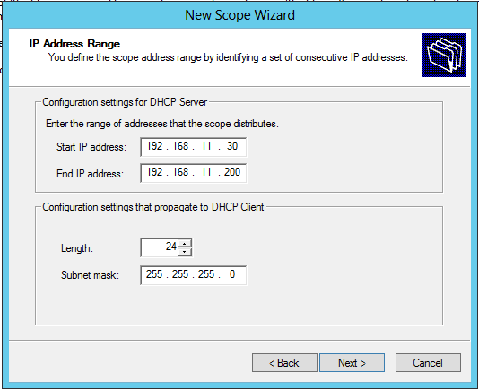 New Scope Wizard
IP Address Range
You define the scope address range by identifying a set of consecutive IP addresses.
Configuration settings for DHCP Server
Enter the range of addresses that the scope distributes.
Start IP address: 192 . 168 . 11 . 30
End IP address: 192 . 168 . 11 . 200
Configuration settings that propagate to DHCP Client
Length: 24
Subnet mask: 255 . 255 . 255 . 0
< Back Next > Cancel